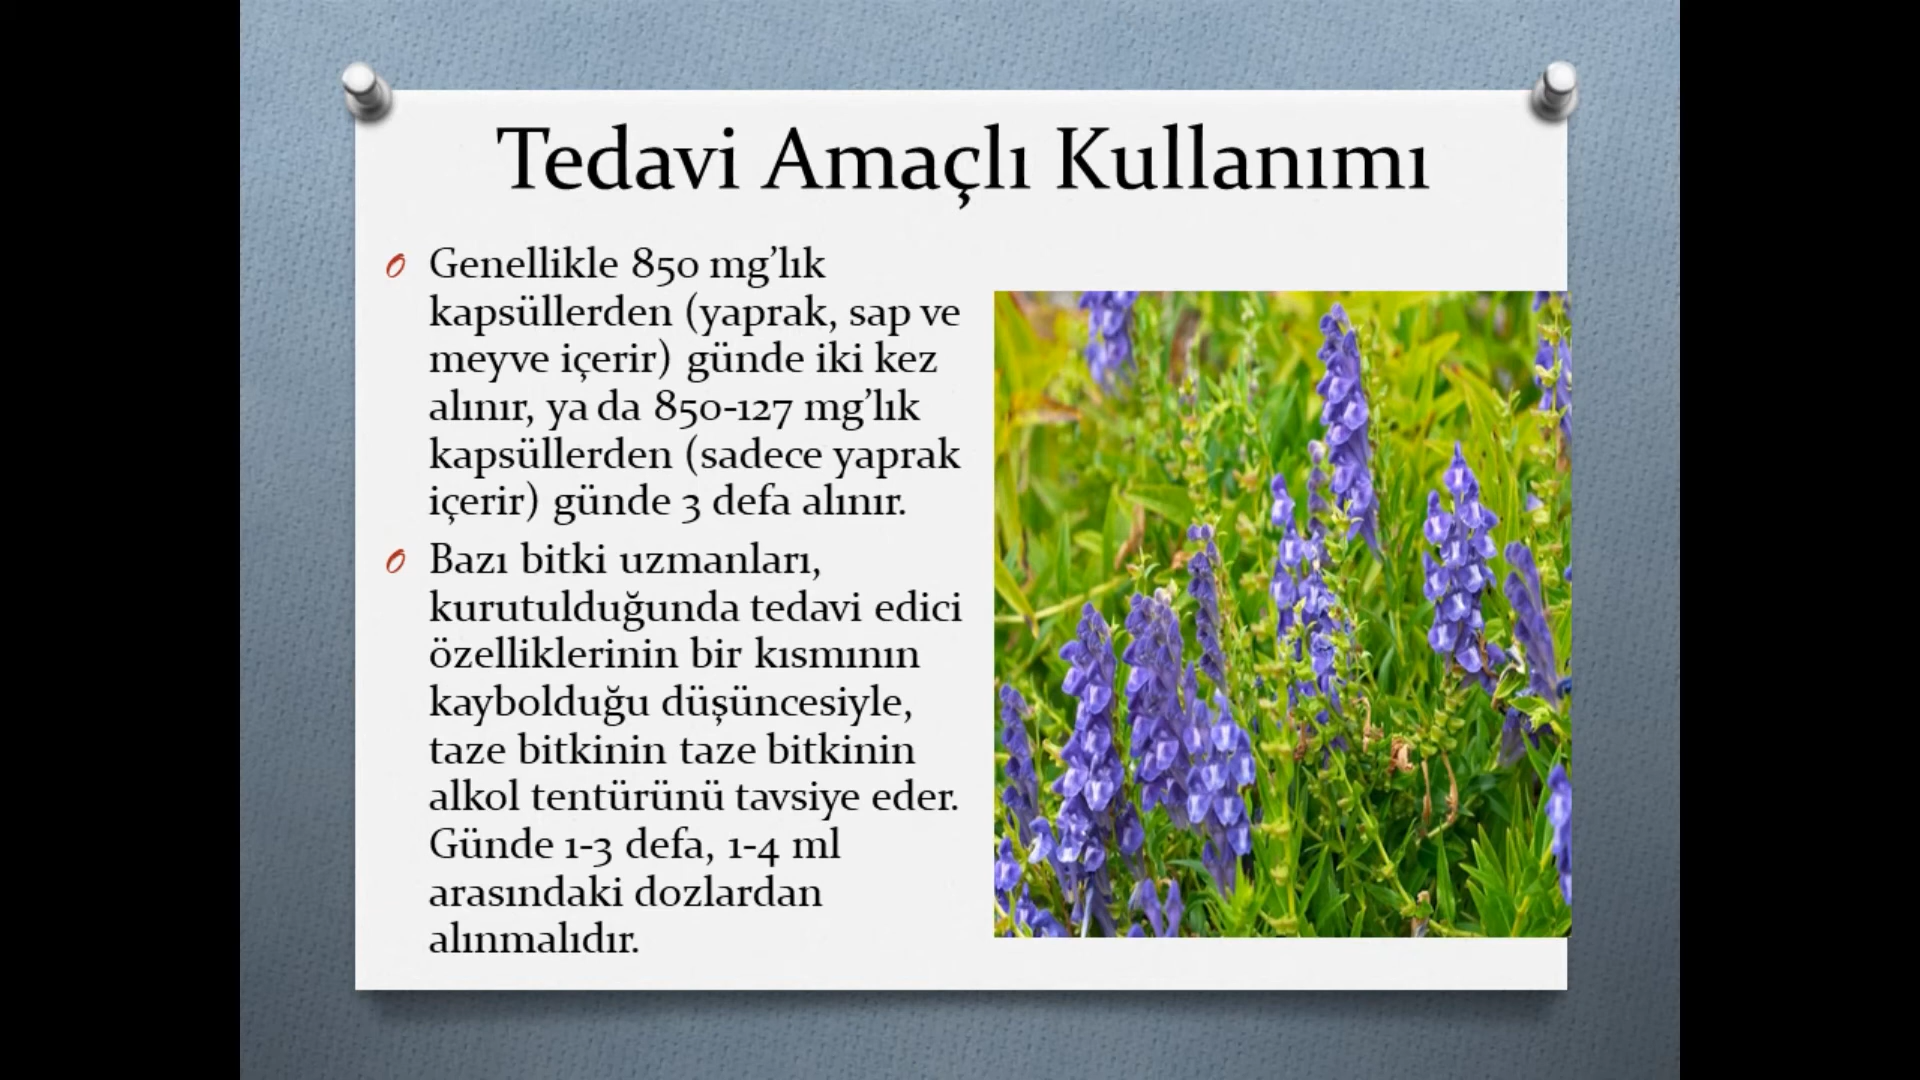 Tedavi Amaçlı Kullanımı
Genellikle 850 mg’lık
kapsüllerden (yaprak, sap ve
meyve içerir) günde iki kez
alınır, ya da 850-127 mg’lık
kapsüllerden (sadece yaprak
içerir) günde 3 defa alınır.
Bazı bitki uzmanları,
kurutulduğunda tedavi edici
özelliklerinin bir kısmının
kaybolduğu düşüncesiyle,
taze bitkinin taze bitkinin
alkol tentürünü tavsiye eder.
Günde 1-3 defa, 1-4 ml
arasındaki dozlardan
alınmalıdır.